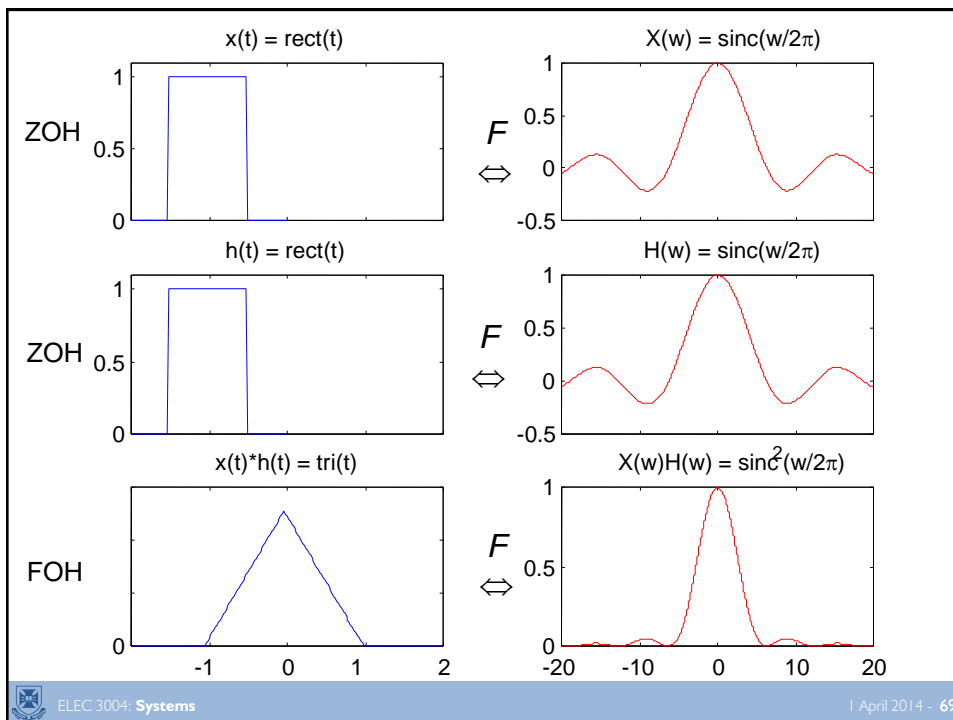 x(t) = rect(t)
X(w) = sinc(w/2π)
ZOH
1
0.5
0
F
⇔
1
0.5
0
-0.5
h(t) = rect(t)
H(w) = sinc(w/2π)
ZOH
1
0.5
0
F
⇔
1
0.5
0
-0.5
x(t)*h(t) = tri(t)
X(w)H(w) = sinc²(w/2π)
FOH
0
-1 0 1 2
F
⇔
1
0.5
0
-20 -10 0 10 20
ELEC 3004: Systems
1 April 2014 - 69